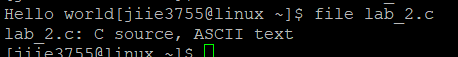 Hello world[jiie3755@linux ~]$ file lab_2.c
lab_2.c: C source, ASCII text
[jiie3755@linux ~]$